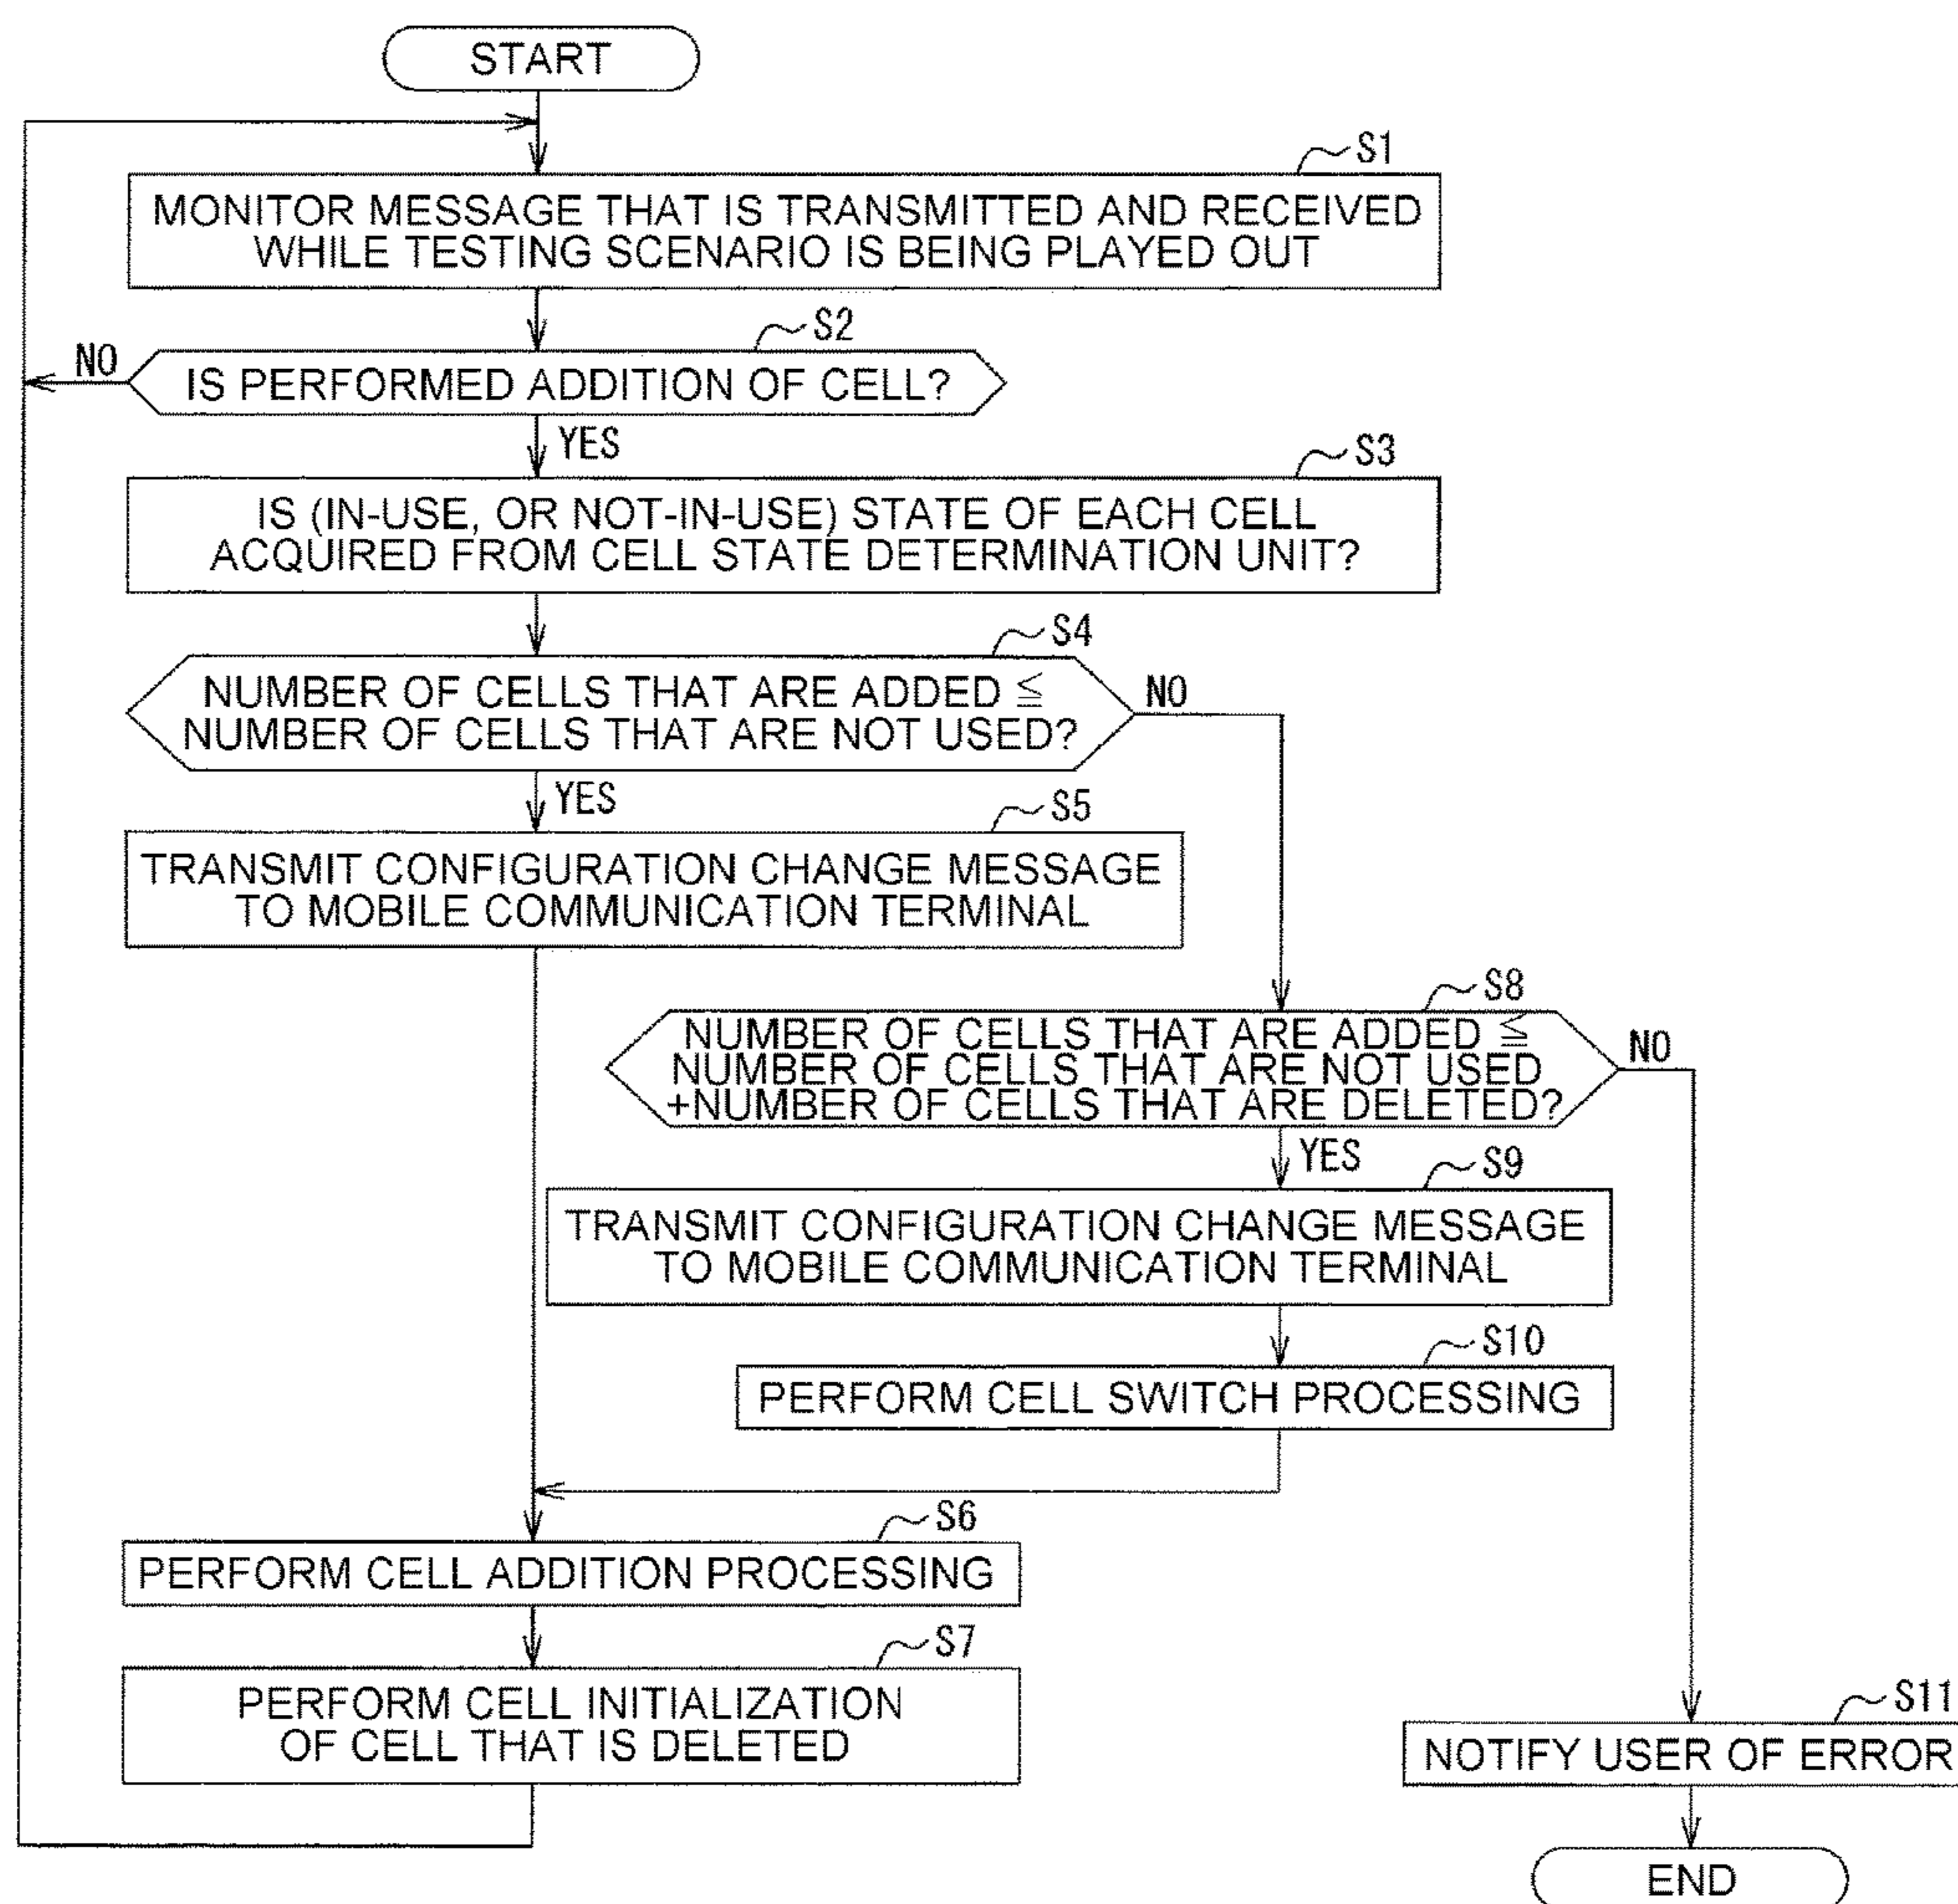 START
S1
MONITOR MESSAGE THAT IS TRANSMITTED AND RECEIVED
WHILE TESTING SCENARIO IS BEING PLAYED OUT
S2
NO
IS PERFORMED ADDITION OF CELL?
YES
S3
IS (IN-USE, OR NOT-IN-USE) STATE OF EACH CELL
ACQUIRED FROM CELL STATE DETERMINATION UNIT?
S4
NUMBER OF CELLS THAT ARE ADDED ≦
NUMBER OF CELLS THAT ARE NOT USED?
NO
YES
S5
TRANSMIT CONFIGURATION CHANGE MESSAGE
TO MOBILE COMMUNICATION TERMINAL
S8
NUMBER OF CELLS THAT ARE ADDED ≦
NUMBER OF CELLS THAT ARE NOT USED
+NUMBER OF CELLS THAT ARE DELETED?
NO
YES
S9
TRANSMIT CONFIGURATION CHANGE MESSAGE
TO MOBILE COMMUNICATION TERMINAL
S10
PERFORM CELL SWITCH PROCESSING
S6
PERFORM CELL ADDITION PROCESSING
S7
PERFORM CELL INITIALIZATION
OF CELL THAT IS DELETED
S11
NOTIFY USER OF ERROR
END